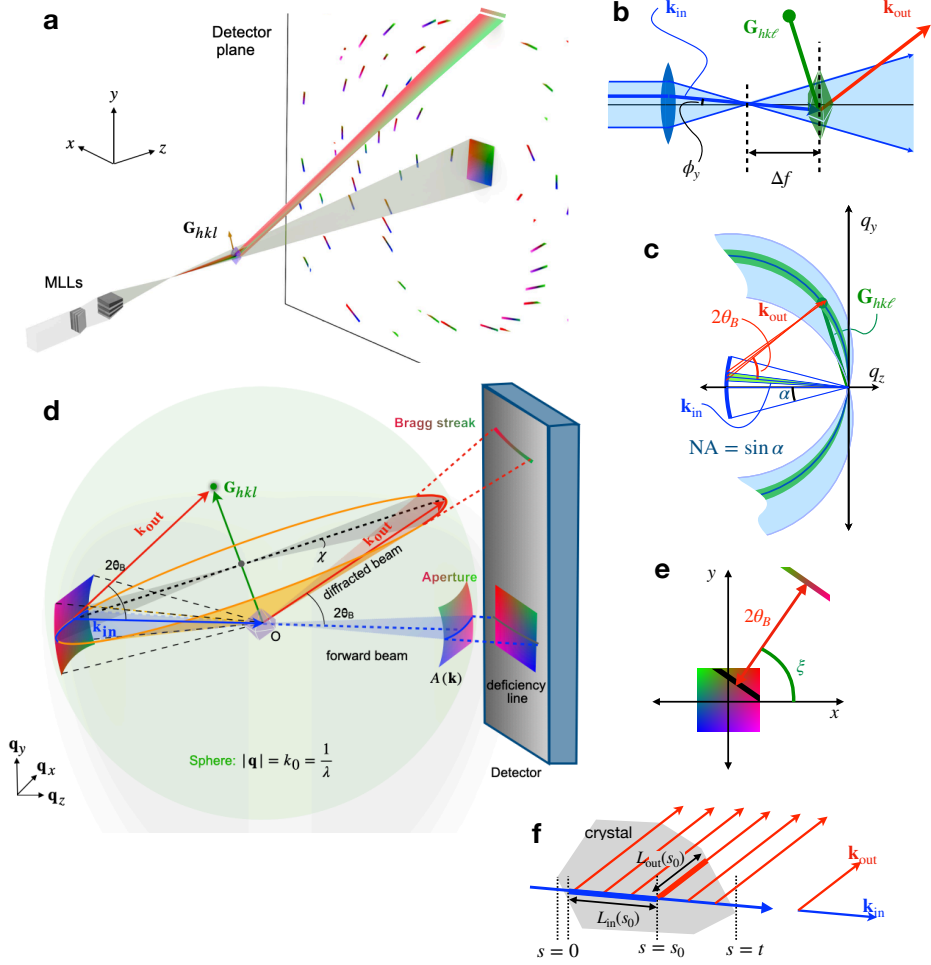 a
Detector
plane
y
x
z
G_hkl
MLLs
b
k_in
G_hkℓ
k_out
ϕ_y
Δf
c
q_y
G_hkℓ
k_out
2θ_B
q_z
k_in
α
NA = sin α
d
Bragg streak
G_hkl
k_out
2θ_B
χ
k_out
diffracted beam
Aperture
2θ_B
k_in
O
forward beam
A(k)
deficiency
line
Sphere: |q| = k_0 = 1/λ
Detector
q_y
q_x
q_z
e
y
2θ_B
ξ
x
f
crystal
L_out(s_0)
L_in(s_0)
k_out
k_in
s = 0
s = s_0
s = t